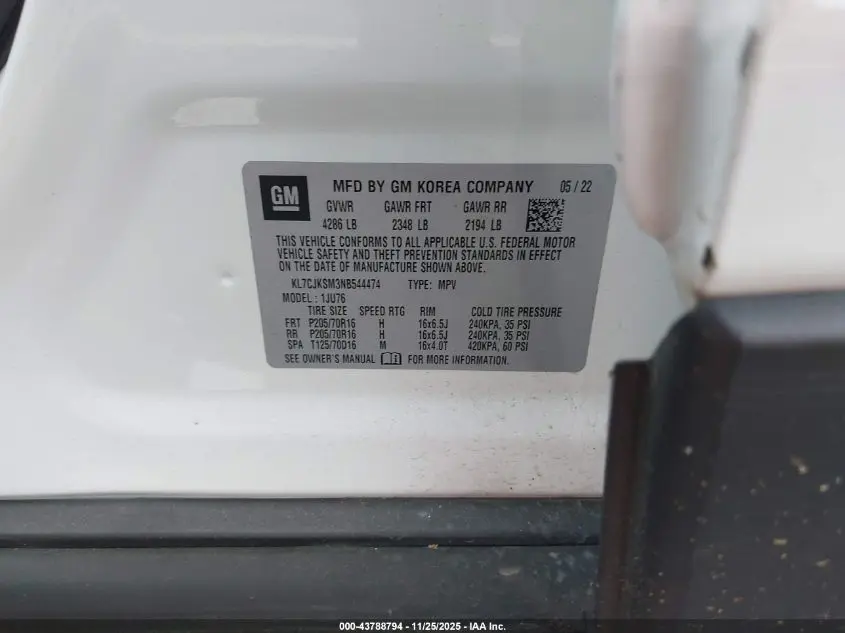 GM
MFD BY GM KOREA COMPANY 05/22
GVWR GAWR FRT GAWR RR
4286 LB 2348 LB 2194 LB
THIS VEHICLE CONFORMS TO ALL APPLICABLE U.S. FEDERAL MOTOR
VEHICLE SAFETY AND THEFT PREVENTION STANDARDS IN EFFECT
ON THE DATE OF MANUFACTURE SHOWN ABOVE.
KL7CJKSM3NB544474 TYPE: MPV
MODEL: 1JU76
TIRE SIZE SPEED RTG RIM COLD TIRE PRESSURE
FRT P205/70R16 H 16x6.5J 240KPA, 35 PSI
RR P205/70R16 H 16x6.5J 240KPA, 35 PSI
SPA T125/70D16 M 16x4.0T 420KPA, 60 PSI
SEE OWNER'S MANUAL FOR MORE INFORMATION.
000-43788794 - 11/25/2025 - IAA Inc.